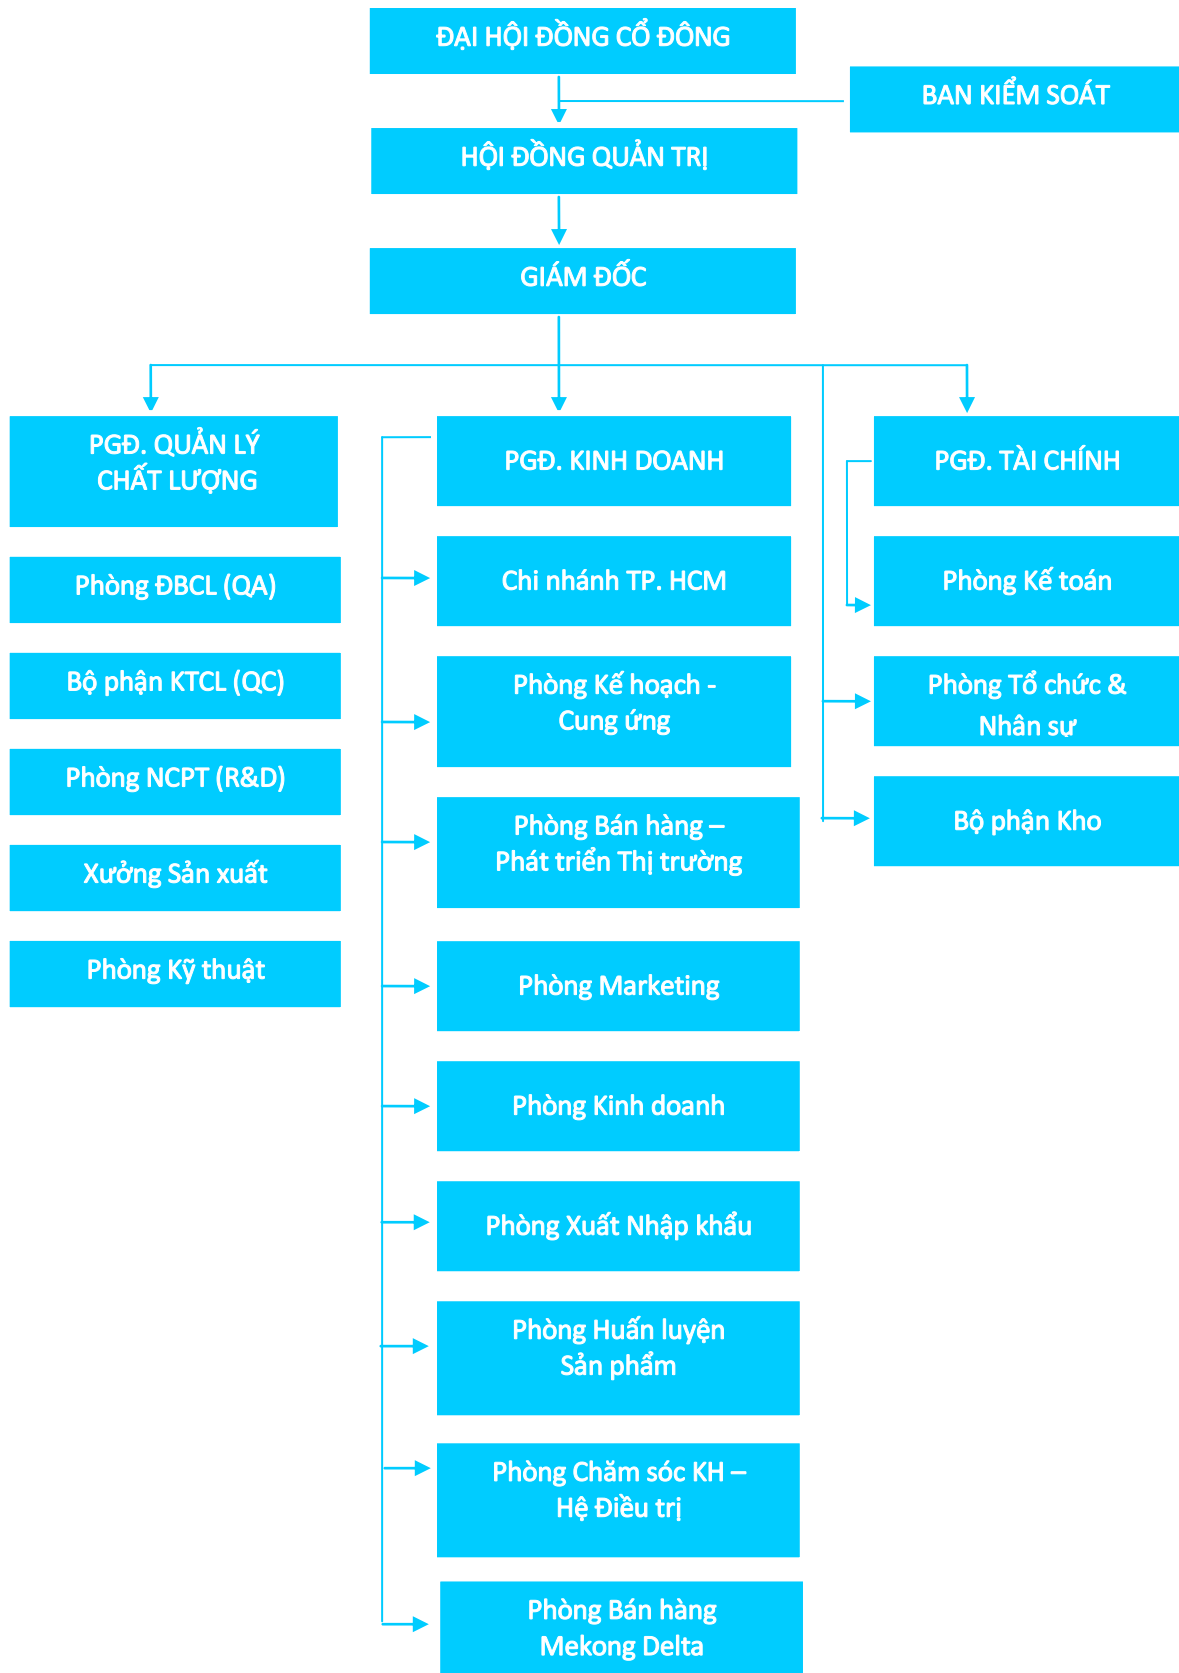 ĐẠI HỘI ĐỒNG CỔ ĐÔNG
BAN KIỂM SOÁT
HỘI ĐỒNG QUẢN TRỊ
GIÁM ĐỐC
PGĐ. QUẢN LÝ
CHẤT LƯỢNG
Phòng ĐBCL (QA)
Bộ phận KTCL (QC)
Phòng NCPT (R&D)
Xưởng Sản xuất
Phòng Kỹ thuật
PGĐ. KINH DOANH
Chi nhánh TP. HCM
Phòng Kế hoạch -
Cung ứng
Phòng Bán hàng –
Phát triển Thị trường
Phòng Marketing
Phòng Kinh doanh
Phòng Xuất Nhập khẩu
Phòng Huấn luyện
Sản phẩm
Phòng Chăm sóc KH –
Hệ Điều trị
Phòng Bán hàng
Mekong Delta
PGĐ. TÀI CHÍNH
Phòng Kế toán
Phòng Tổ chức &
Nhân sự
Bộ phận Kho